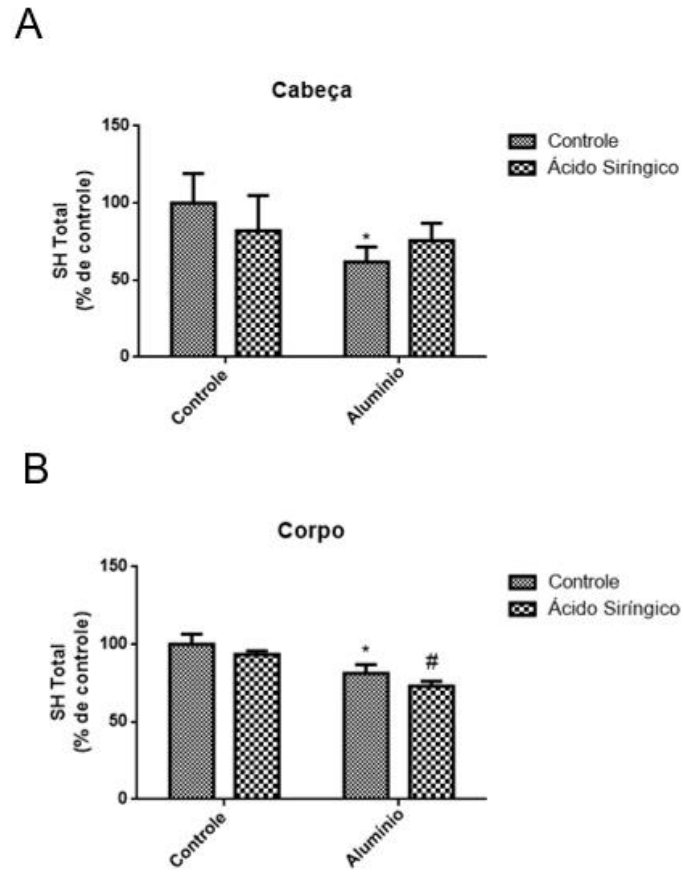 A
Cabeça
SH Total
(% de controle)
150
100
50
0
*
Controle
Alumínio
Controle
Ácido Siríngico
B
Corpo
SH Total
(% de controle)
150
100
50
0
*
#
Controle
Alumínio
Controle
Ácido Siríngico